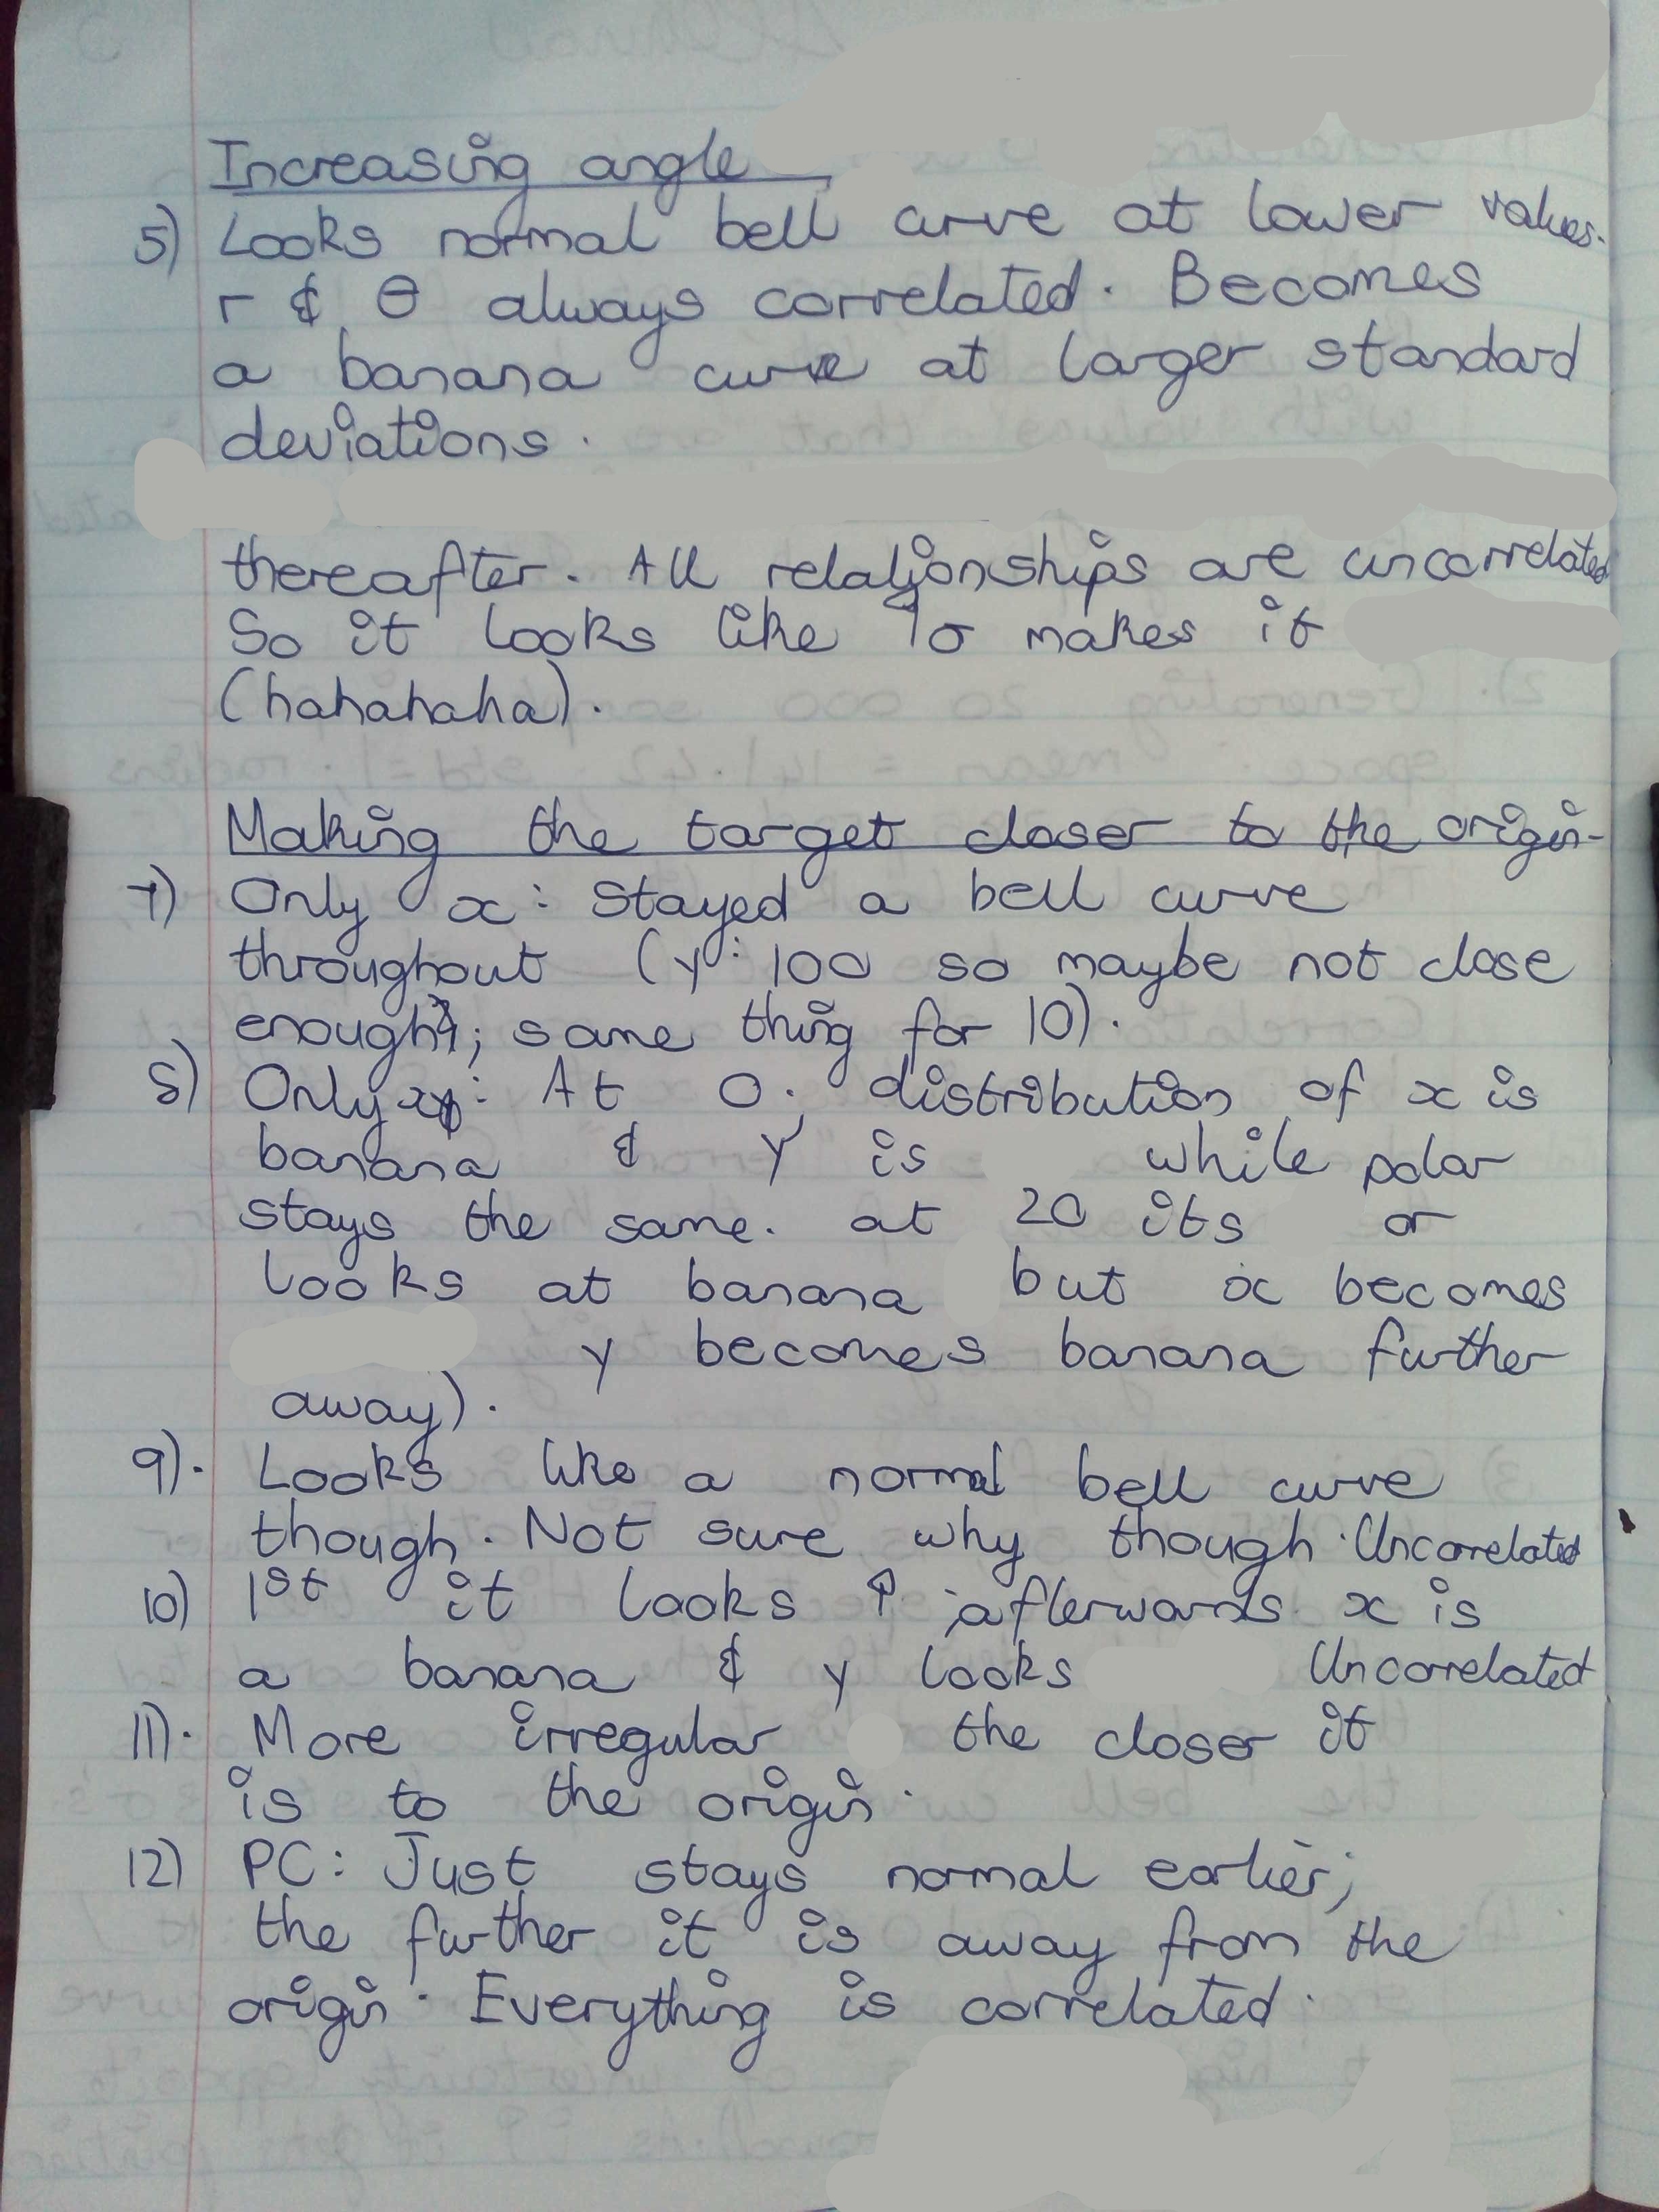 Increasing angle
5) Looks normal bell curve at lower values.
r & θ always correlated. Becomes
a banana curve at larger standard
deviations.
thereafter. All relationships are uncorrelated
So it looks like ↑σ makes it
(hahahaha).
Making the target closer to the origin
7) Only x: Stayed a bell curve
throughout (y: 100 so maybe not close
enough; same thing for 10).
8) Only y: At 0; distribution of x is
banana & y is while polar
stays the same. at 20 its or
looks at banana but x becomes
y becomes banana further
away).
9). Looks like a normal bell curve
though. Not sure why though. Uncorrelated
10) 1st it looks ↑; afterwards x is
a banana & y looks Uncorrelated
11). More irregular the closer it
is to the origin.
12) PC: Just stays normal earlier;
the further it is away from the
origin. Everything is correlated.